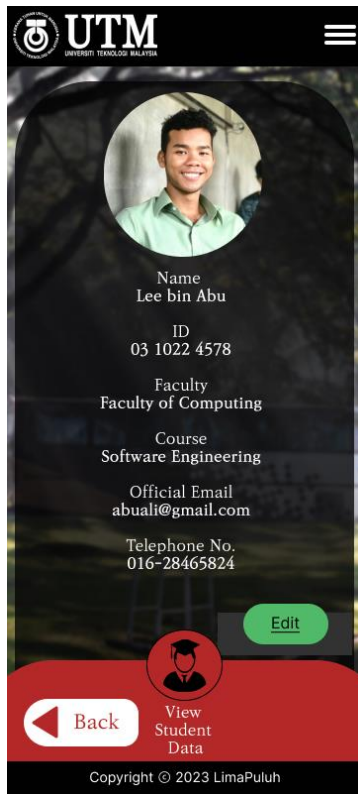 UTM
UNIVERSITI TEKNOLOGI MALAYSIA
Name
Lee bin Abu
ID
03 1022 4578
Faculty
Faculty of Computing
Course
Software Engineering
Official Email
abuali@gmail.com
Telephone No.
016-28465824
Edit
Back
View
Student
Data
Copyright © 2023 LimaPuluh